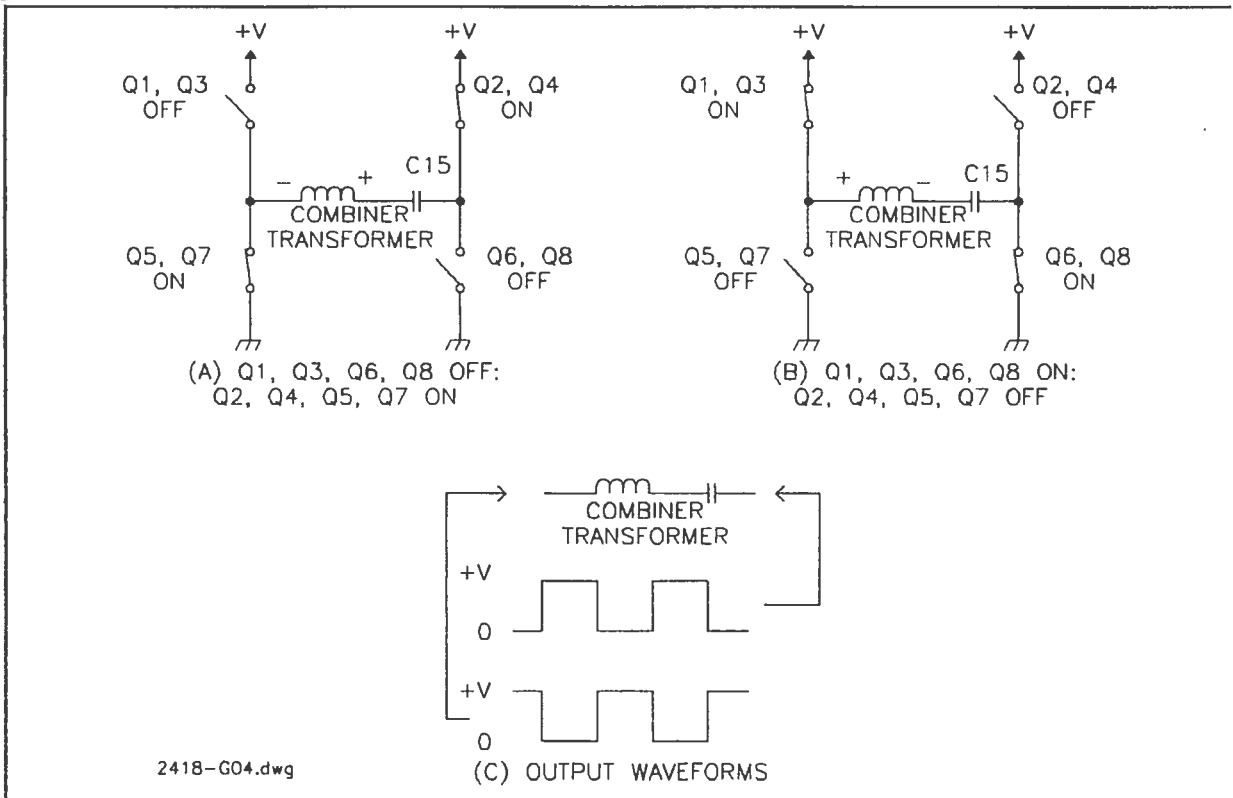 +V
+V
Q1, Q3
OFF
Q2, Q4
ON
C15
−
+
COMBINER
TRANSFORMER
Q5, Q7
ON
Q6, Q8
OFF
(A) Q1, Q3, Q6, Q8 OFF:
Q2, Q4, Q5, Q7 ON
+V
+V
Q1, Q3
ON
Q2, Q4
OFF
C15
+
−
COMBINER
TRANSFORMER
Q5, Q7
OFF
Q6, Q8
ON
(B) Q1, Q3, Q6, Q8 ON:
Q2, Q4, Q5, Q7 OFF
COMBINER
TRANSFORMER
+V
0
+V
0
2418-G04.dwg
(C) OUTPUT WAVEFORMS